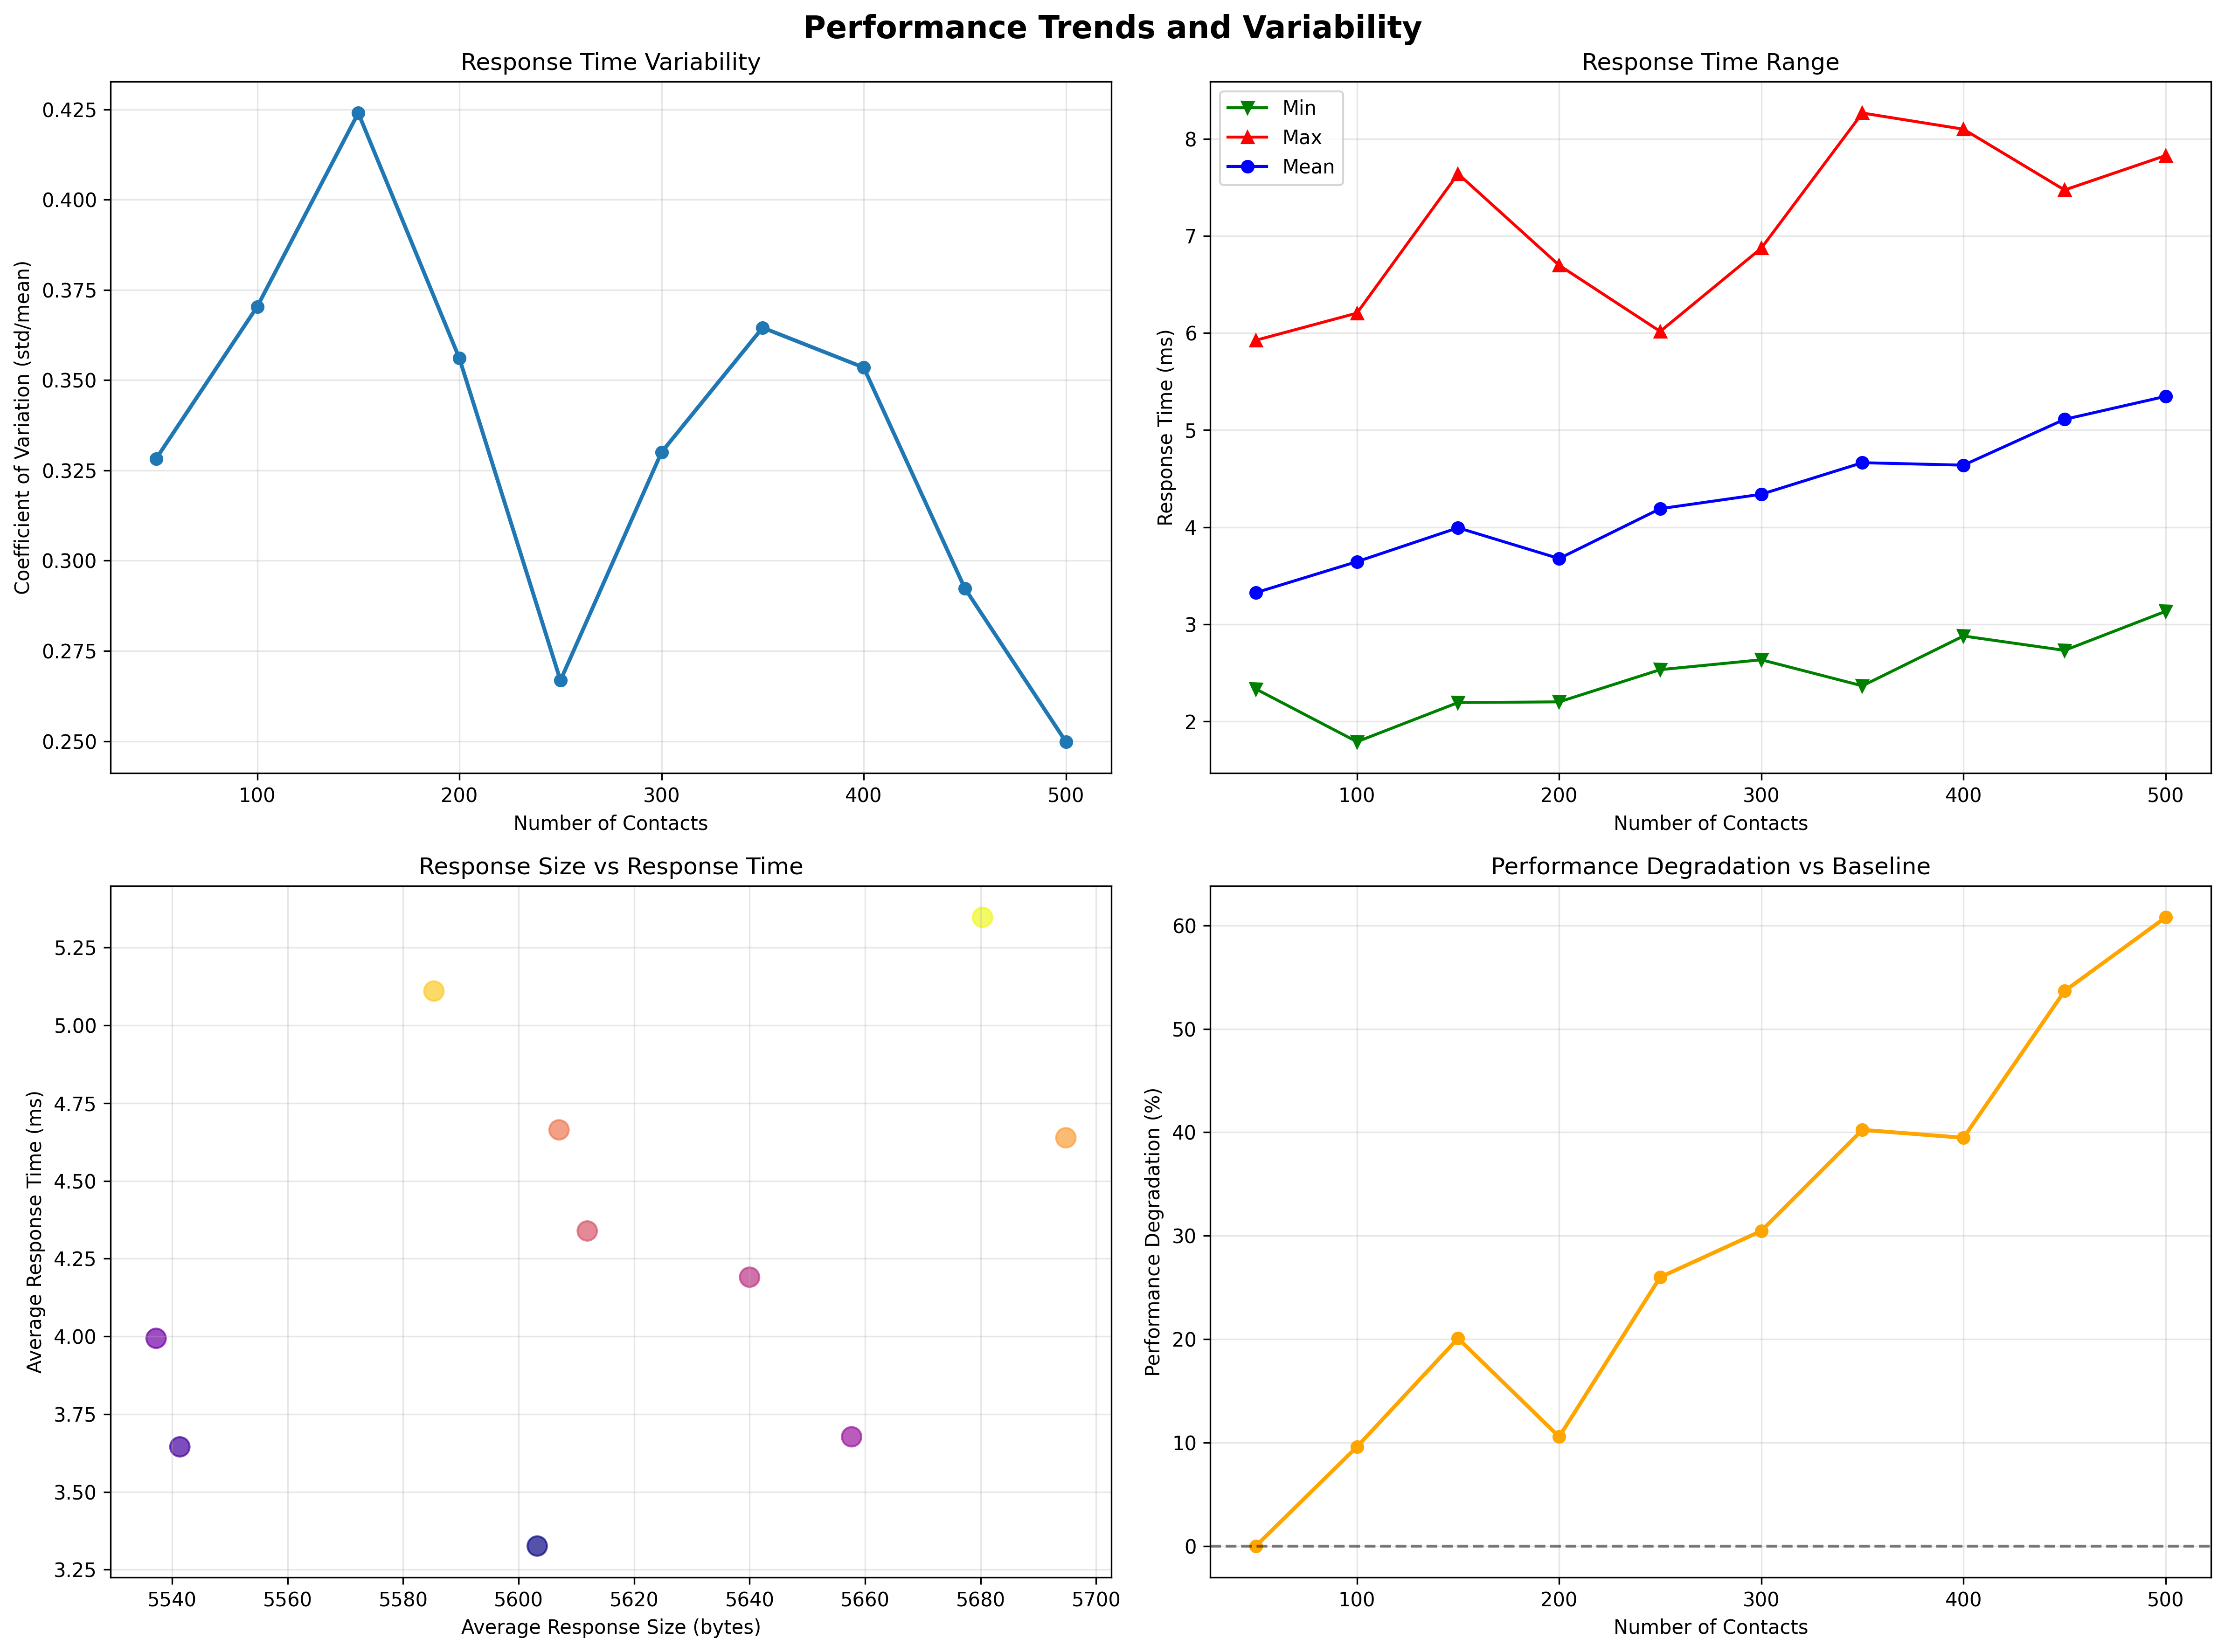 Performance Trends and Variability
Response Time Variability
Coefficient of Variation (std/mean)
0.425
0.400
0.375
0.350
0.325
0.300
0.275
0.250
100 200 300 400 500
Number of Contacts
Response Time Range
Min
Max
Mean
Response Time (ms)
8
7
6
5
4
3
2
100 200 300 400 500
Number of Contacts
Response Size vs Response Time
Average Response Time (ms)
5.25
5.00
4.75
4.50
4.25
4.00
3.75
3.50
3.25
5540 5560 5580 5600 5620 5640 5660 5680 5700
Average Response Size (bytes)
Performance Degradation vs Baseline
Performance Degradation (%)
60
50
40
30
20
10
0
100 200 300 400 500
Number of Contacts